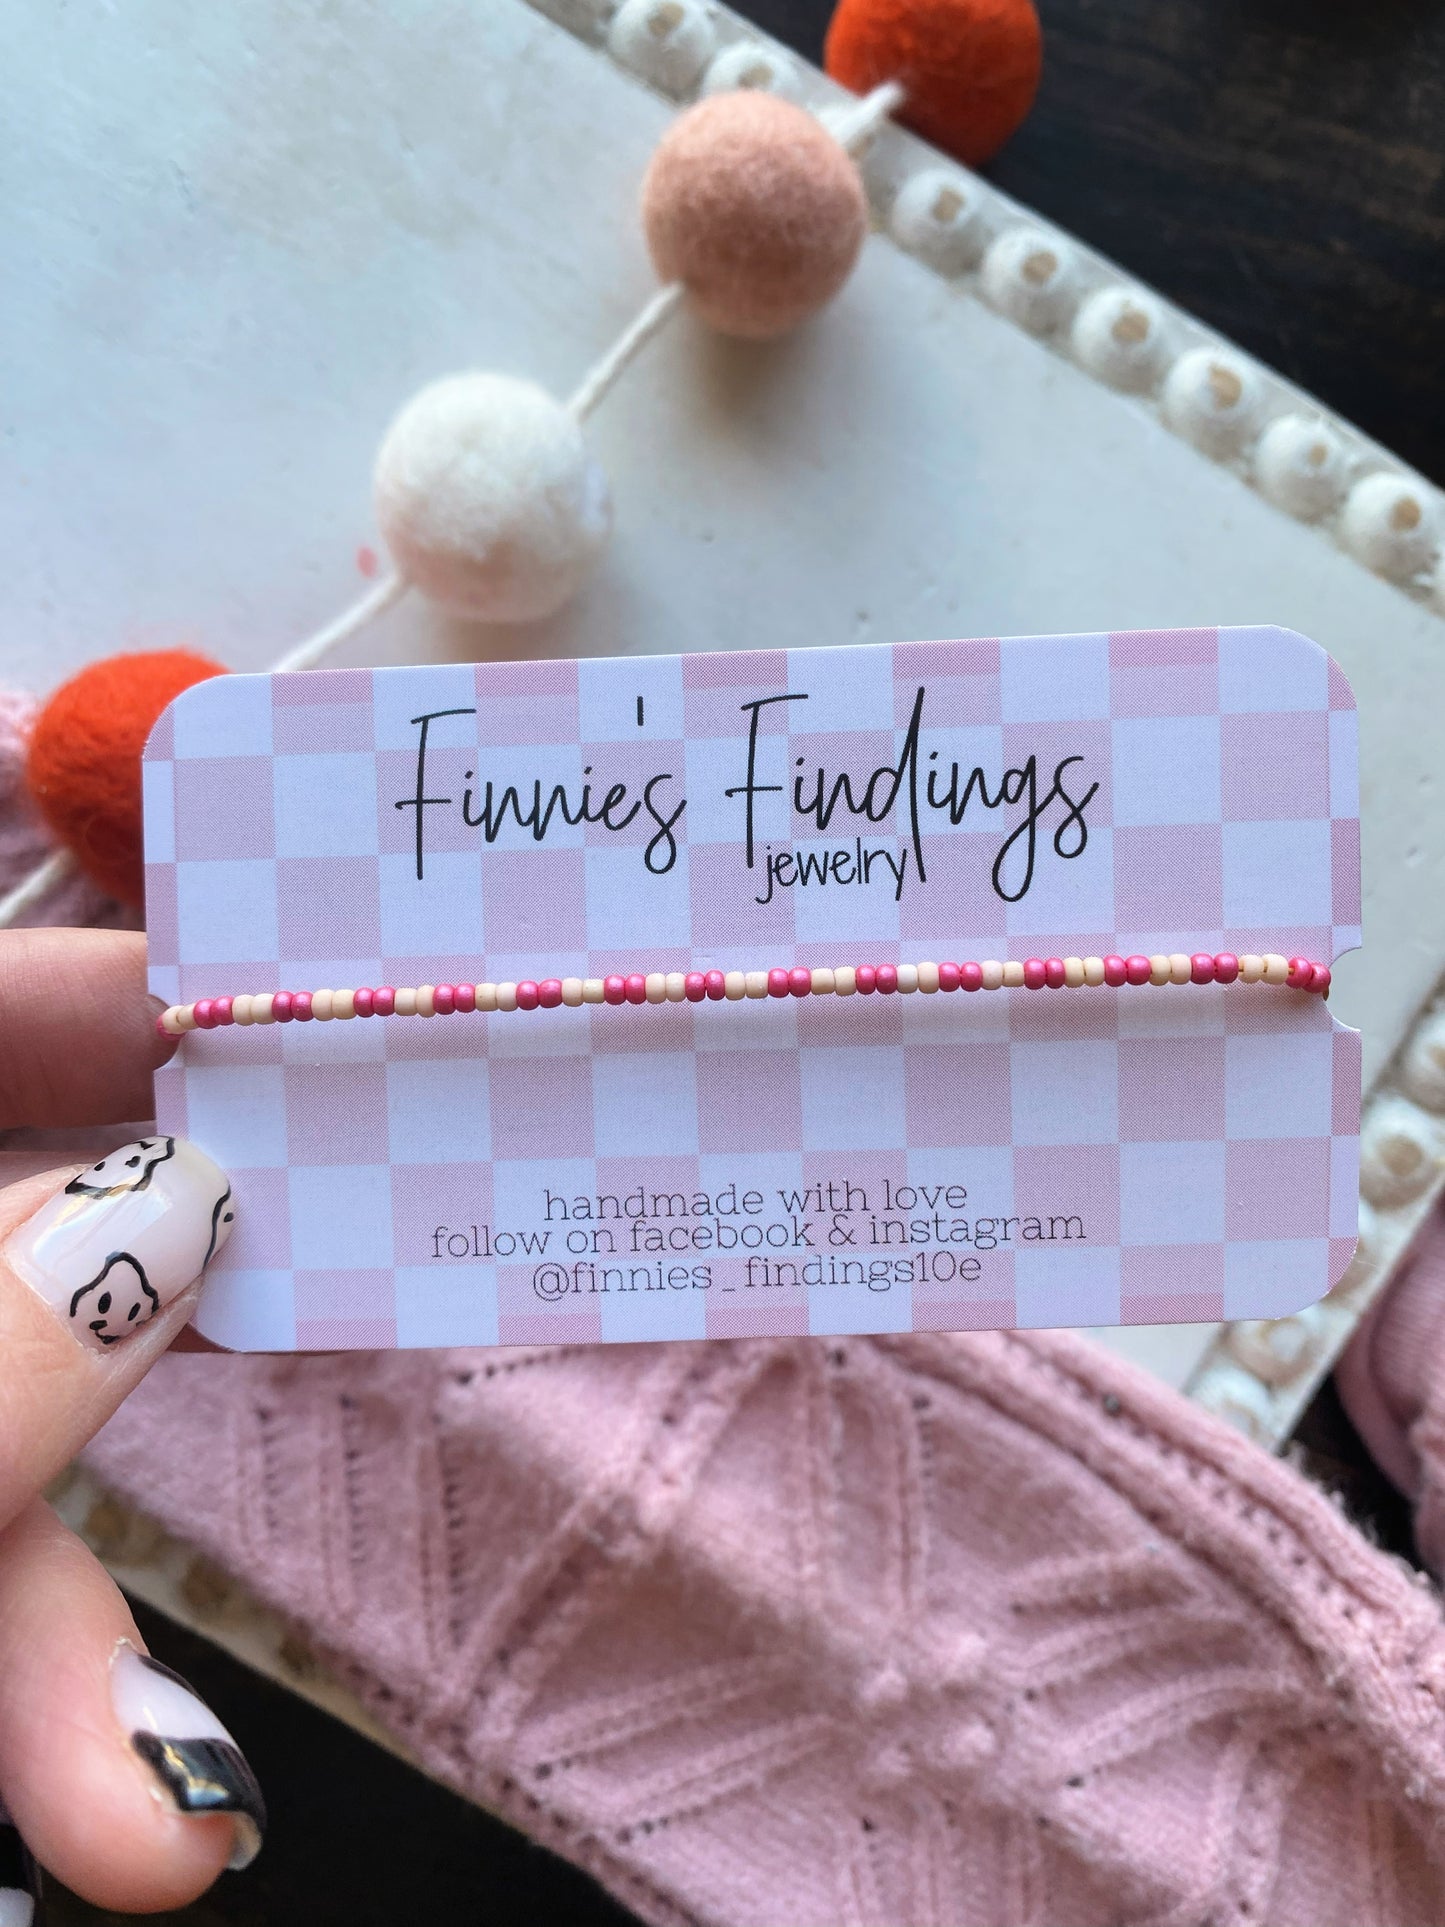 Finnie's Findings
jewelry
handmade with love
follow on facebook & instagram
@finnies_findings10e